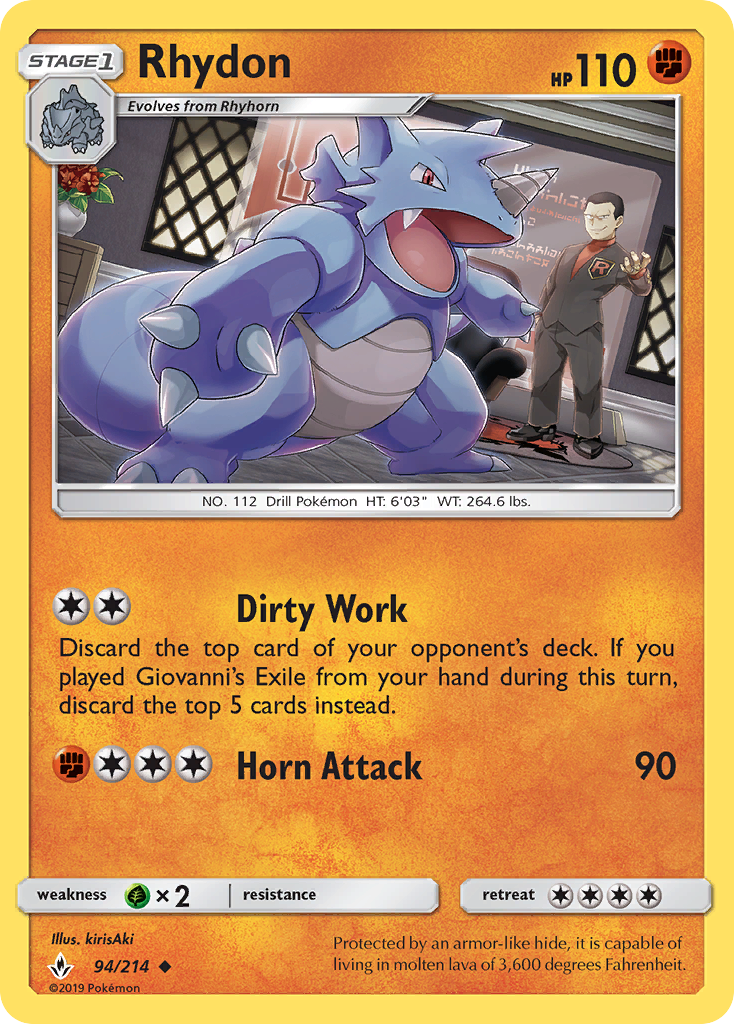 STAGE1
Rhydon
HP 110
Evolves from Rhyhorn
R
NO. 112 Drill Pokémon HT: 6'03" WT: 264.6 lbs.
Dirty Work
Discard the top card of your opponent's deck. If you
played Giovanni's Exile from your hand during this turn,
discard the top 5 cards instead.
Horn Attack 90
weakness × 2 resistance retreat
Illus. kirisAki
94/214
©2019 Pokémon
Protected by an armor-like hide, it is capable of
living in molten lava of 3,600 degrees Fahrenheit.